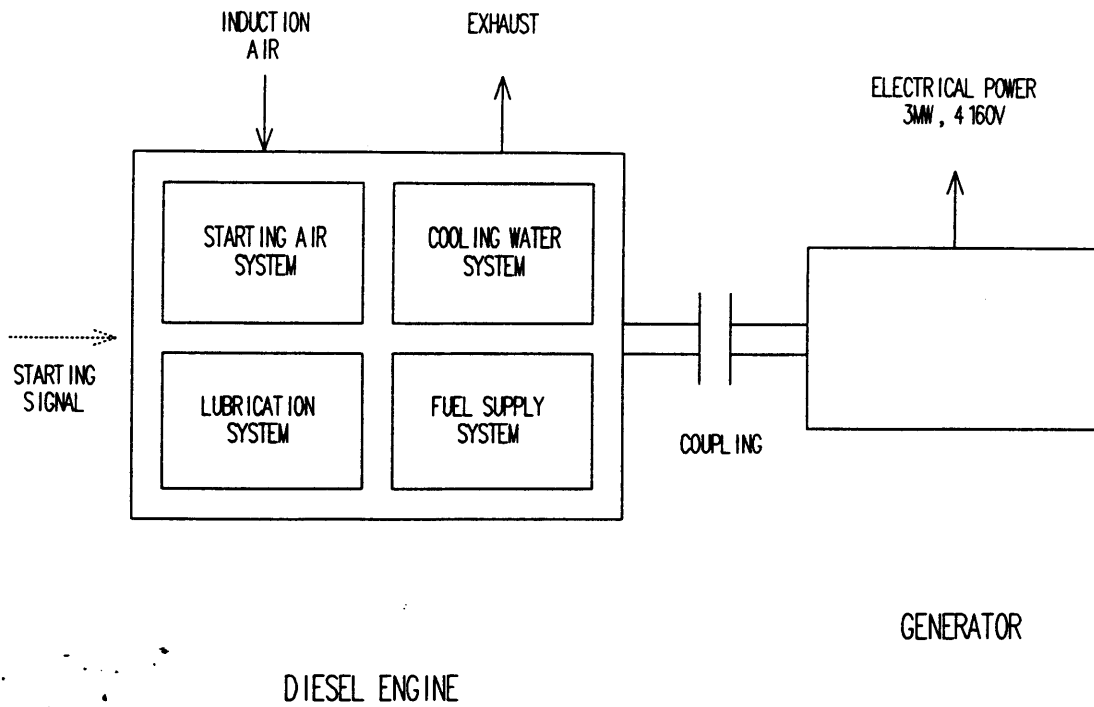 INDUCTION
AIR
EXHAUST
ELECTRICAL POWER
3MW, 4160V
STARTING AIR
SYSTEM
COOLING WATER
SYSTEM
STARTING
SIGNAL
LUBRICATION
SYSTEM
FUEL SUPPLY
SYSTEM
COUPLING
GENERATOR
DIESEL ENGINE